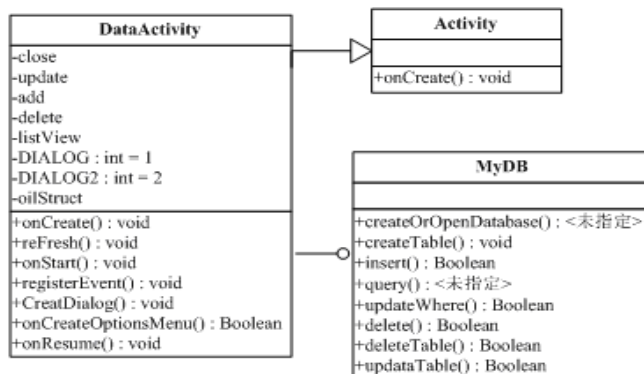 DataActivity
-close
-update
-add
-delete
-listView
-DIALOG : int = 1
-DIALOG2 : int = 2
-oilStruct
+onCreate() : void
+reFresh() : void
+onStart() : void
+registerEvent() : void
+CreatDialog() : void
+onCreateOptionsMenu() : Boolean
+onResume() : void
Activity
+onCreate() : void
MyDB
+createOrOpenDatabase() : <未指定>
+createTable() : void
+insert() : Boolean
+query() : <未指定>
+updateWhere() : Boolean
+delete() : Boolean
+deleteTable() : Boolean
+updataTable() : Boolean